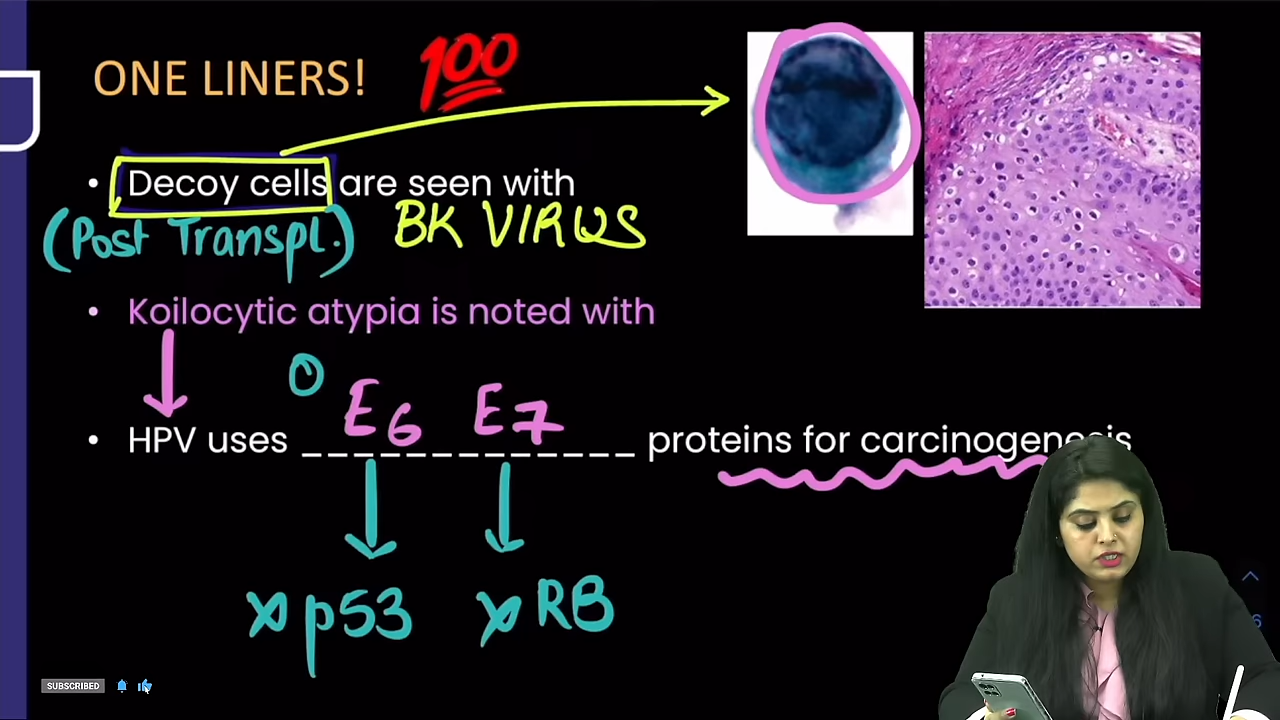 ONE LINERS! 100
• Decoy cells are seen with
(Post Transpl.) BK VIRUS
• Koilocytic atypia is noted with
E6 E7
• HPV uses _ _ _ _ _ _ _ _ _ _ _ _ _ proteins for carcinogenesis
x p53 x RB
6
SUBSCRIBED